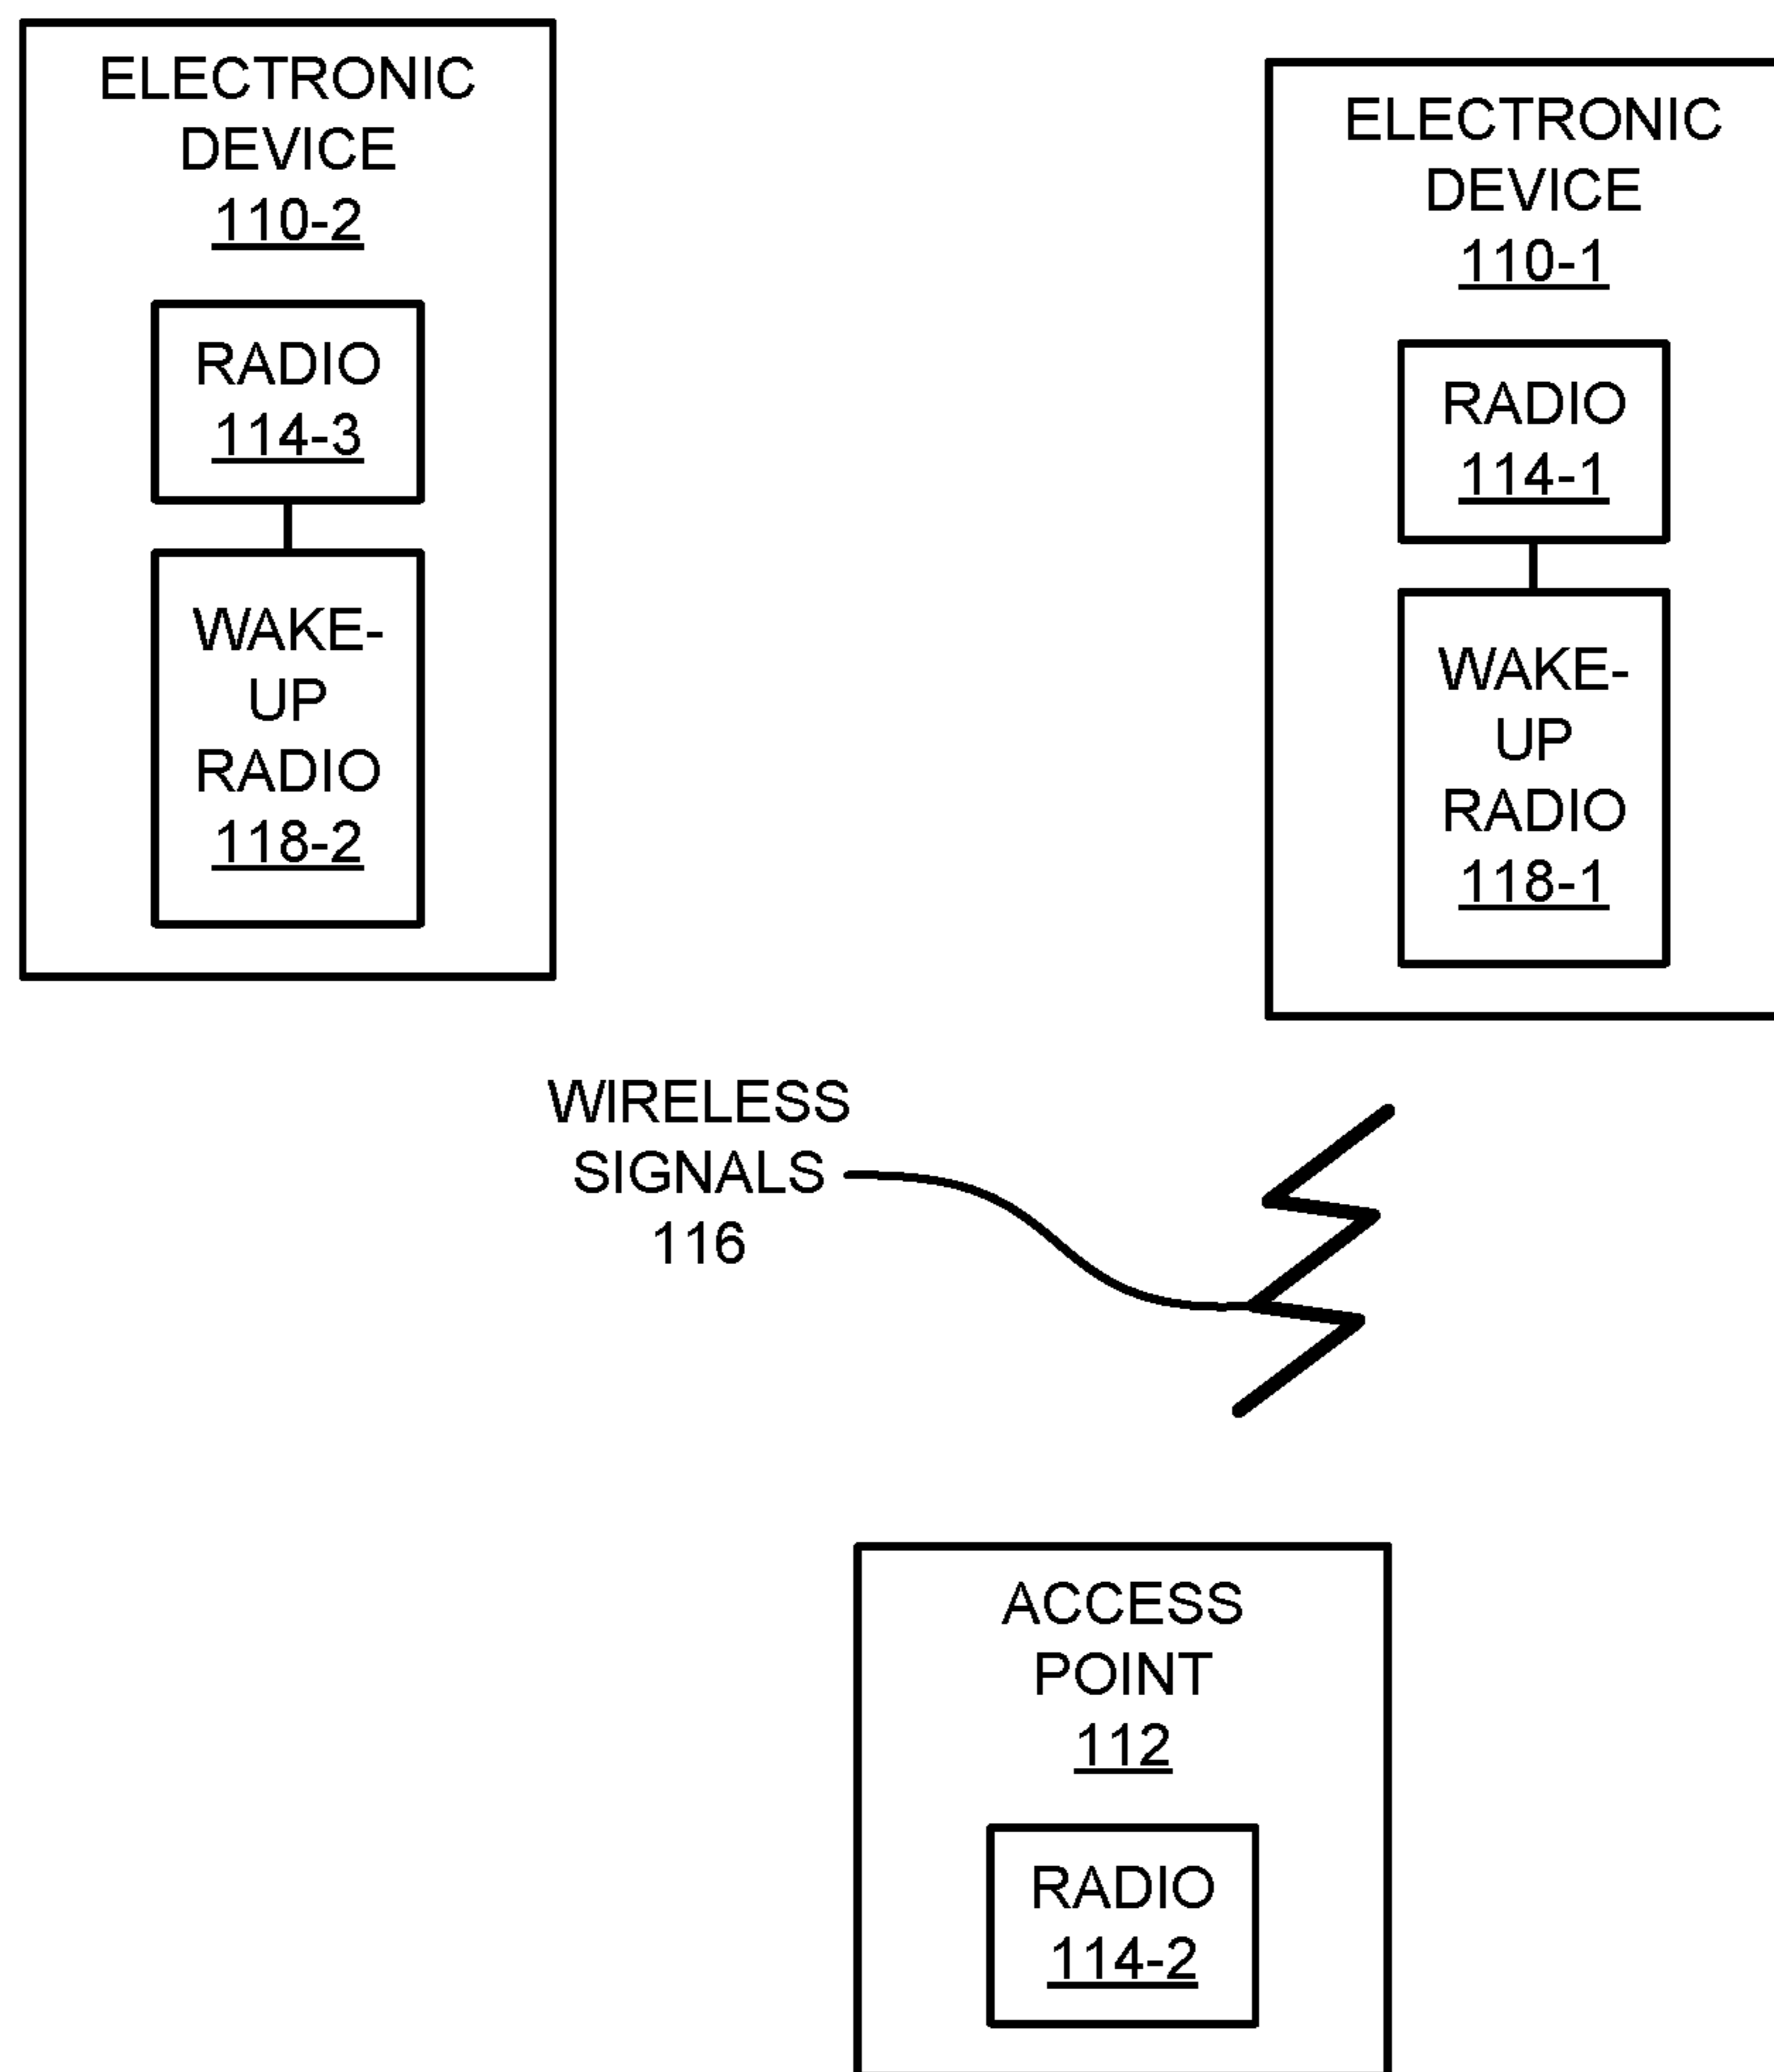 ELECTRONIC
DEVICE
110-2
RADIO
114-3
WAKE-
UP
RADIO
118-2
ELECTRONIC
DEVICE
110-1
RADIO
114-1
WAKE-
UP
RADIO
118-1
WIRELESS
SIGNALS
116
ACCESS
POINT
112
RADIO
114-2